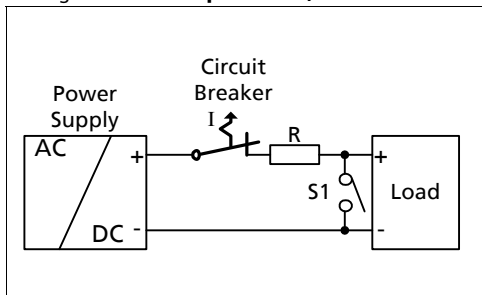 Circuit
Breaker
Power
Supply
I
R
AC
+
+
S1
Load
DC
-
-